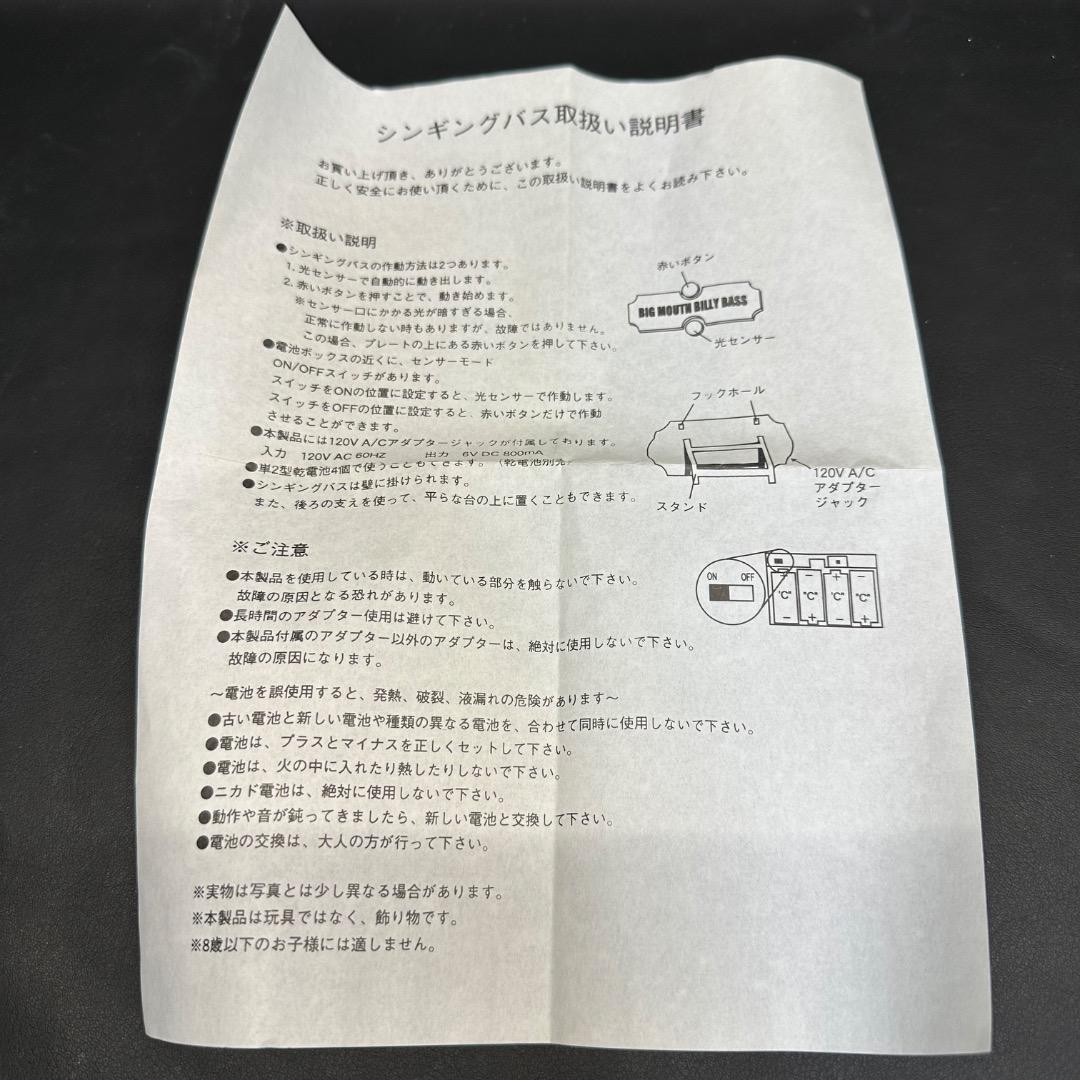 シンギングバス取扱い説明書
お買い上げ頂き、ありがとうございます。
正しく安全にお使い頂くために、この取扱い説明書をよくお読み下さい。
※取扱い説明
●シンギングバスの作動方法は2つあります。
1. 光センサーで自動的に動き出します。
2. 赤いボタンを押すことで、動き始めます。
※センサー口にかかる光が暗すぎる場合、
正常に作動しない時もありますが、故障ではありません。
この場合、プレートの上にある赤いボタンを押して下さい。
●電池ボックスの近くに、センサーモード
ON/OFFスイッチがあります。
スイッチをONの位置に設定すると、光センサーで作動します。
スイッチをOFFの位置に設定すると、赤いボタンだけで作動
させることができます。
●本製品には120V A/Cアダプタージャックが付属しております。
入力 120V AC 60HZ 出力 6V DC 800mA
●単2型乾電池4個で使うこともできます。（乾電池別売）
●シンギングバスは壁に掛けられます。
また、後ろの支えを使って、平らな台の上に置くこともできます。
赤いボタン
BIG MOUTH BILLY BASS
光センサー
フックホール
120V A/C
アダプター
ジャック
スタンド
※ご注意
●本製品を使用している時は、動いている部分を触らないで下さい。
故障の原因となる恐れがあります。
●長時間のアダプター使用は避けて下さい。
●本製品付属のアダプター以外のアダプターは、絶対に使用しないで下さい。
故障の原因になります。
ON OFF
+ − + −
"C" "C" "C" "C"
− + − +
～電池を誤使用すると、発熱、破裂、液漏れの危険があります～
●古い電池と新しい電池や種類の異なる電池を、合わせて同時に使用しないで下さい。
●電池は、プラスとマイナスを正しくセットして下さい。
●電池は、火の中に入れたり熱したりしないで下さい。
●ニカド電池は、絶対に使用しないで下さい。
●動作や音が鈍ってきましたら、新しい電池と交換して下さい。
●電池の交換は、大人の方が行って下さい。
※実物は写真とは少し異なる場合があります。
※本製品は玩具ではなく、飾り物です。
※8歳以下のお子様には適しません。